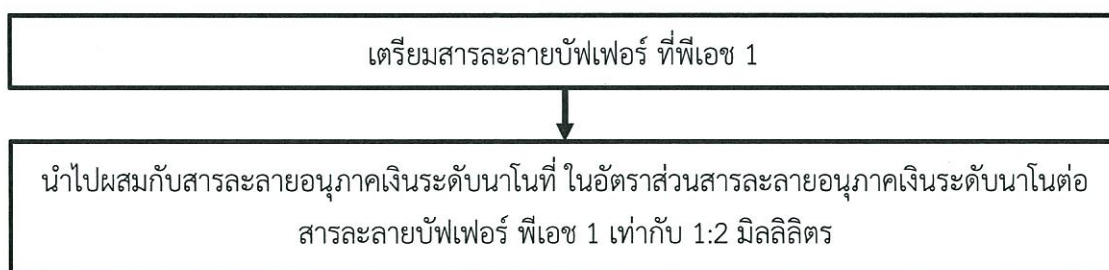 เตรียมสารละลายบัฟเฟอร์ ที่พีเอช 1
นำไปผสมกับสารละลายอนุภาคเงินระดับนาโนที่ ในอัตราส่วนสารละลายอนุภาคเงินระดับนาโนต่อ
สารละลายบัฟเฟอร์ พีเอช 1 เท่ากับ 1:2 มิลลิลิตร